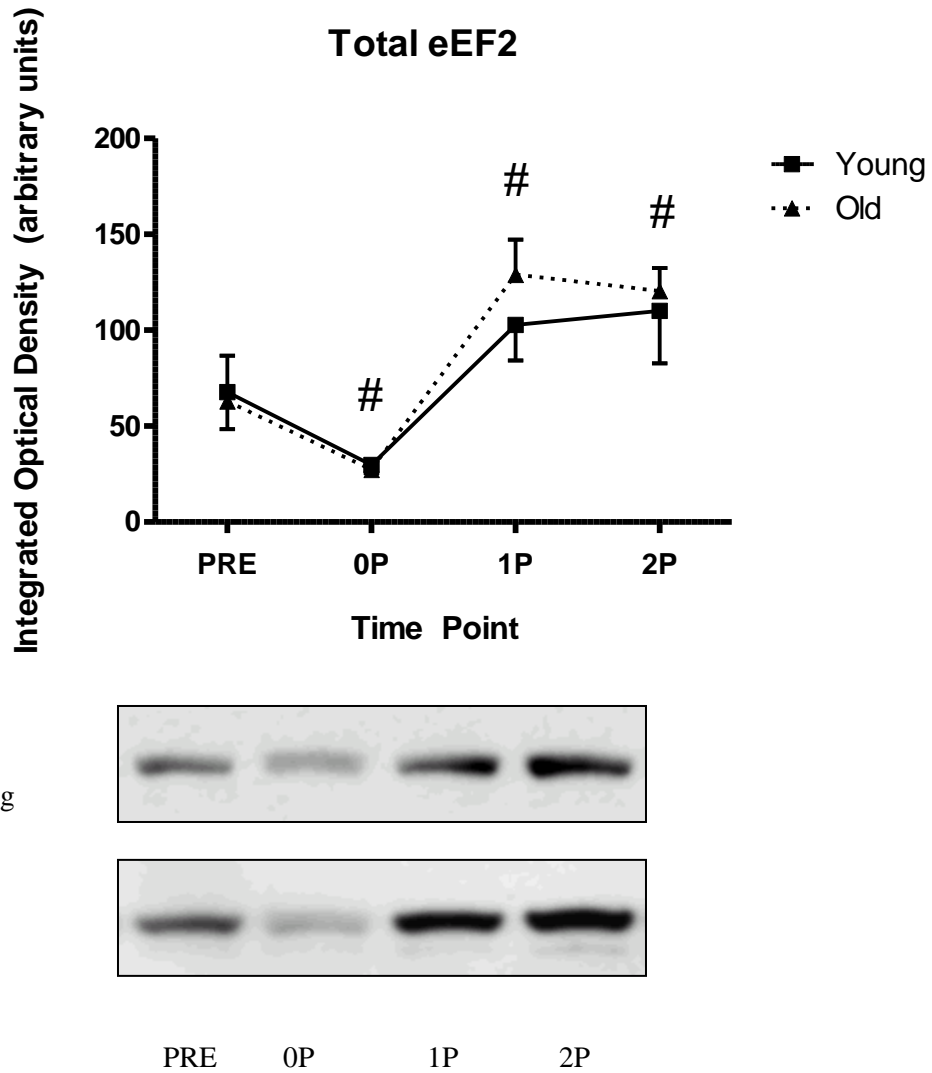 Total eEF2
Integrated Optical Density (arbitrary units)
200
150
100
50
0
#
#
#
Young
Old
PRE 0P 1P 2P
Time Point
g
PRE 0P 1P 2P